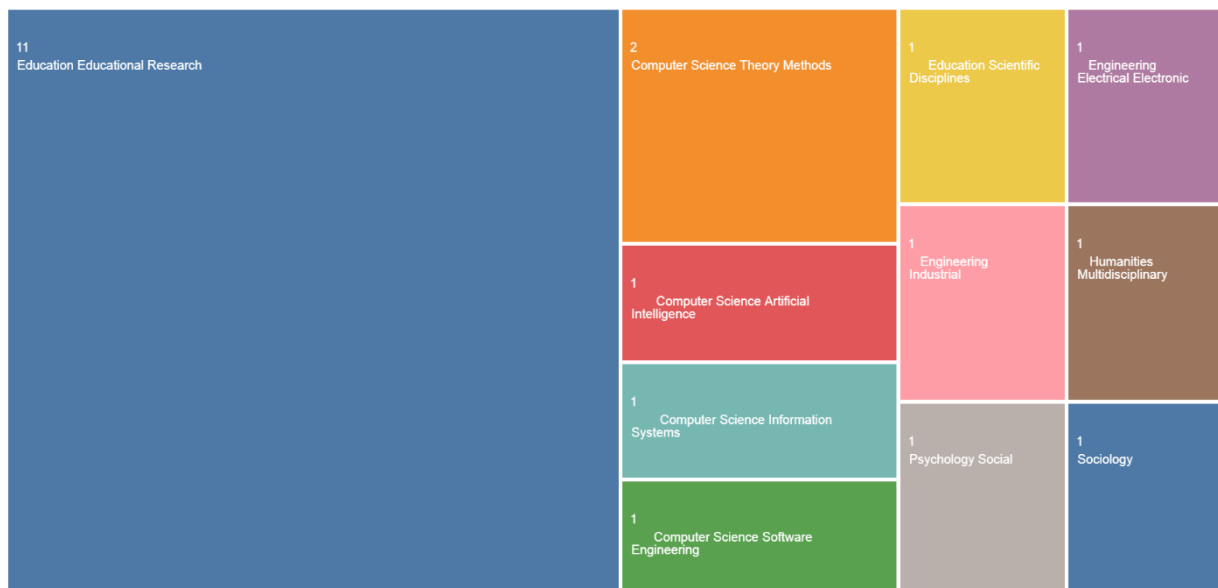 11
Education Educational Research
2
Computer Science Theory Methods
1
Computer Science Artificial
Intelligence
1
Computer Science Information
Systems
1
Computer Science Software
Engineering
1
Education Scientific
Disciplines
1
Engineering
Electrical Electronic
1
Engineering
Industrial
1
Humanities
Multidisciplinary
1
Psychology Social
1
Sociology